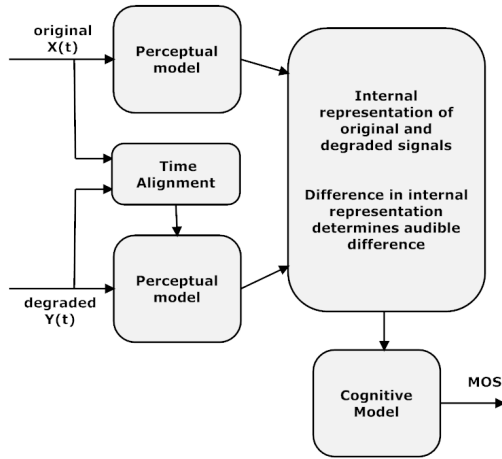 original
X(t)
Perceptual
model
Time
Alignment
degraded
Y(t)
Perceptual
model
Internal
representation of
original and
degraded signals
Difference in internal
representation
determines audible
difference
Cognitive
Model
MOS